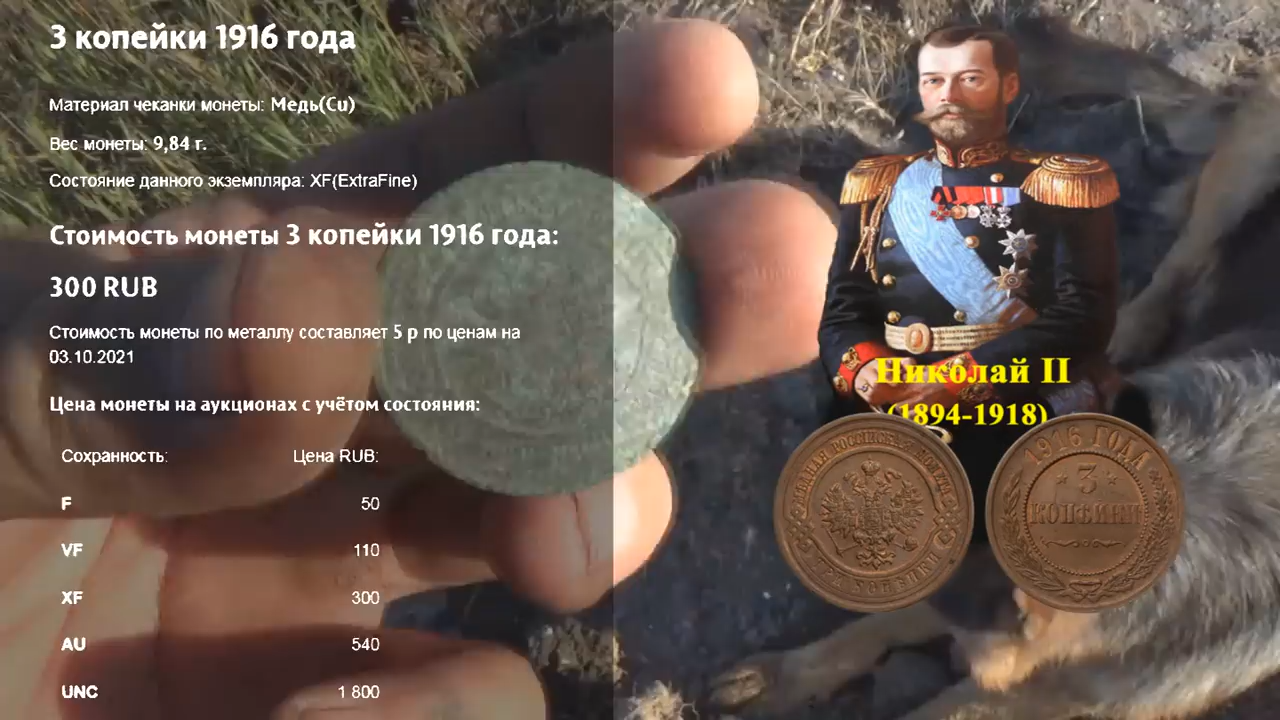 3 копейки 1916 года
Материал чеканки монеты: Медь(Cu)
Вес монеты: 9,84 г.
Состояние данного экземпляра: XF(ExtraFine)
Стоимость монеты 3 копейки 1916 года:
300 RUB
Стоимость монеты по металлу составляет 5 р по ценам на
03.10.2021
Цена монеты на аукционах с учётом состояния:
Сохранность: Цена RUB:
F 50
VF 110
XF 300
AU 540
UNC 1 800
Николай II
(1894-1918)
1916 ГОДА
3
КОПѢЙКИ
ТРИ КОПѢЙКИ